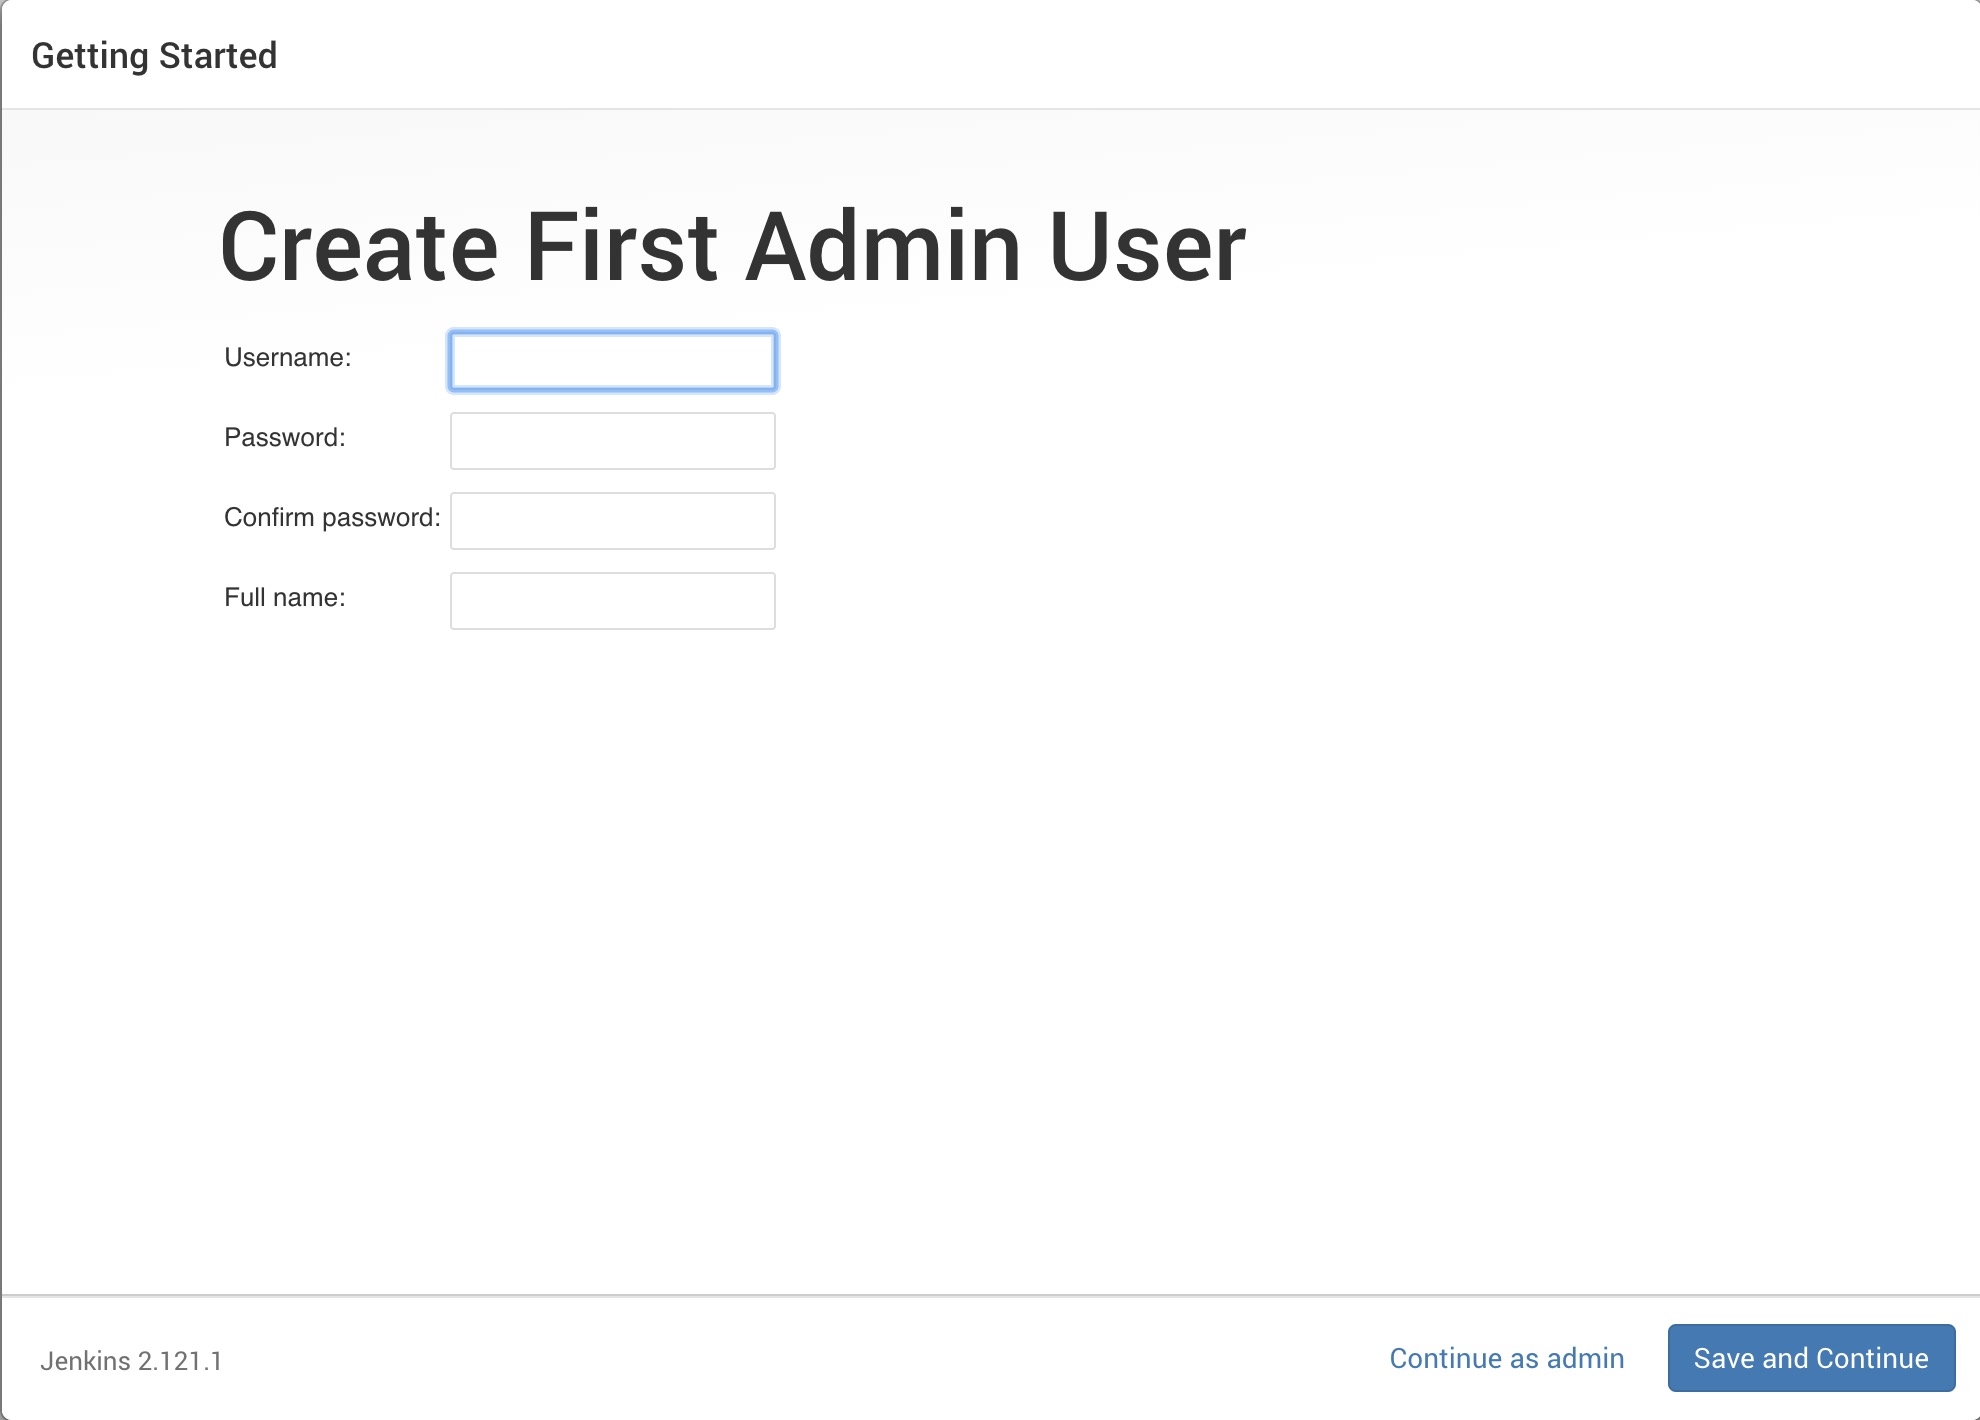 Getting Started
Create First Admin User
Username:
Password:
Confirm password:
Full name:
Jenkins 2.121.1
Continue as admin
Save and Continue